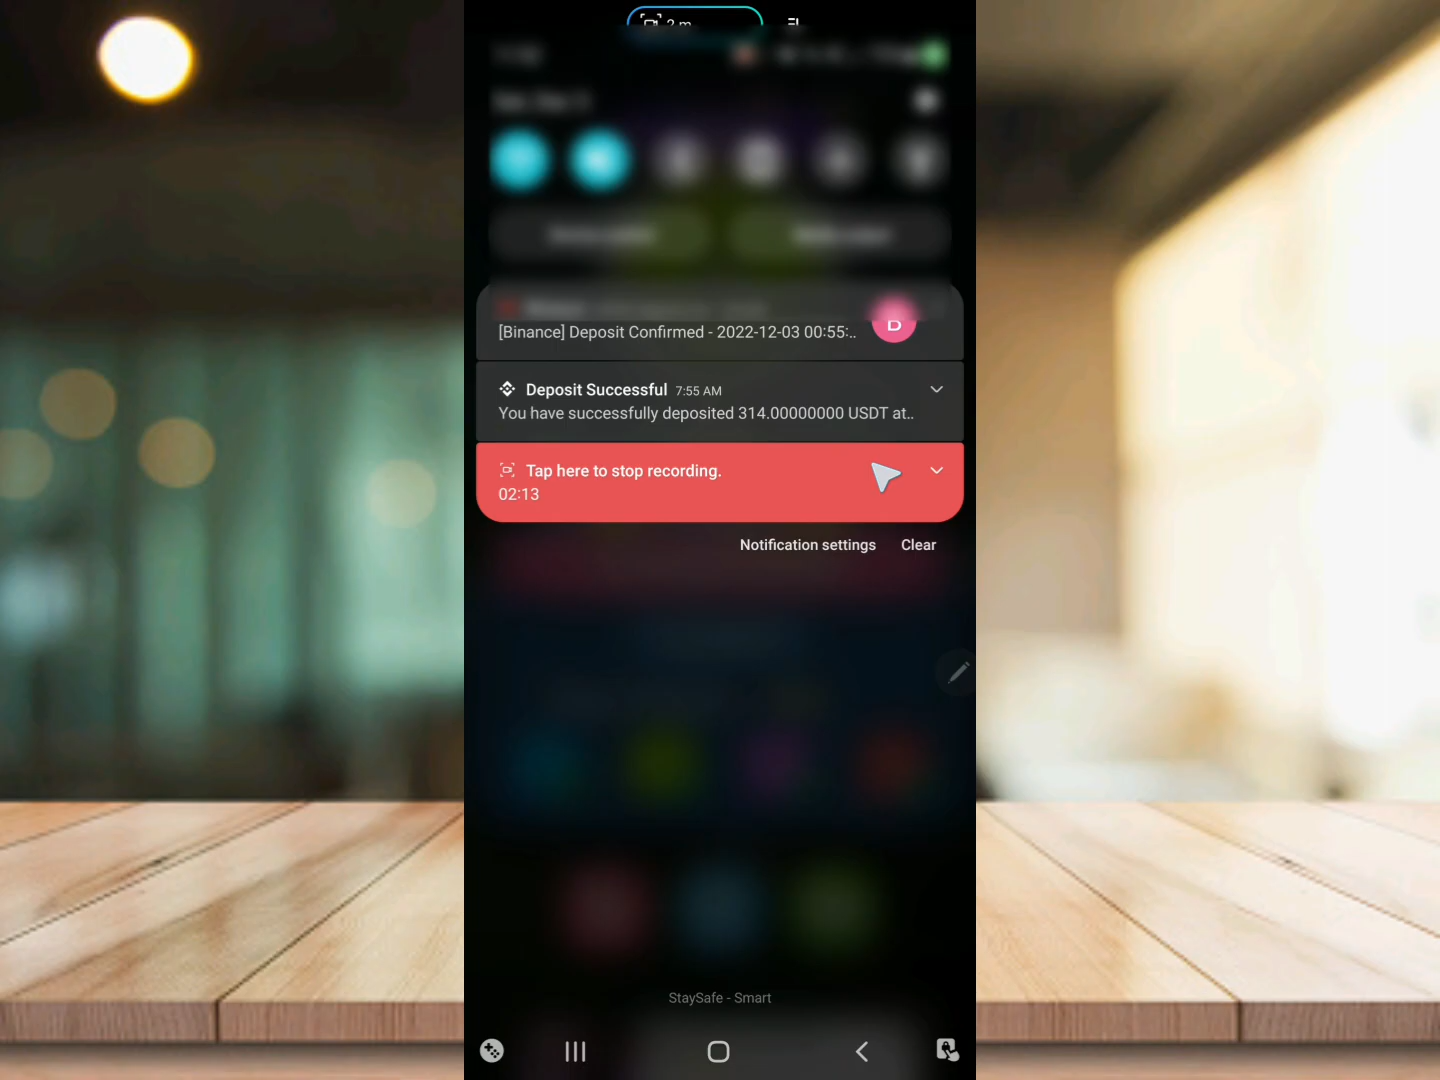 2 m
[Binance] Deposit Confirmed - 2022-12-03 00:55:..
Deposit Successful 7:55 AM
You have successfully deposited 314.00000000 USDT at..
Tap here to stop recording.
02:13
Notification settings Clear
StaySafe - Smart